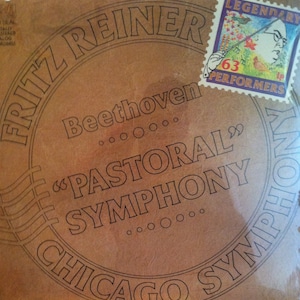 FRITZ REINER
CHICAGO SYMPHONY
Beethoven
"PASTORAL"
SYMPHONY
LEGENDARY
63
PERFORMERS